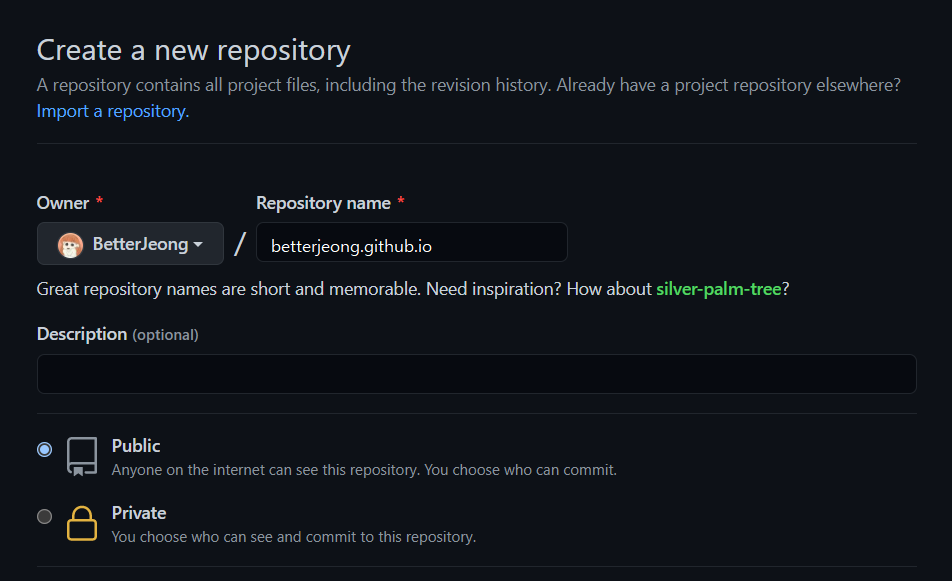 Create a new repository
A repository contains all project files, including the revision history. Already have a project repository elsewhere?
Import a repository.
Owner * Repository name *
BetterJeong / betterjeong.github.io
Great repository names are short and memorable. Need inspiration? How about silver-palm-tree?
Description (optional)
Public
Anyone on the internet can see this repository. You choose who can commit.
Private
You choose who can see and commit to this repository.